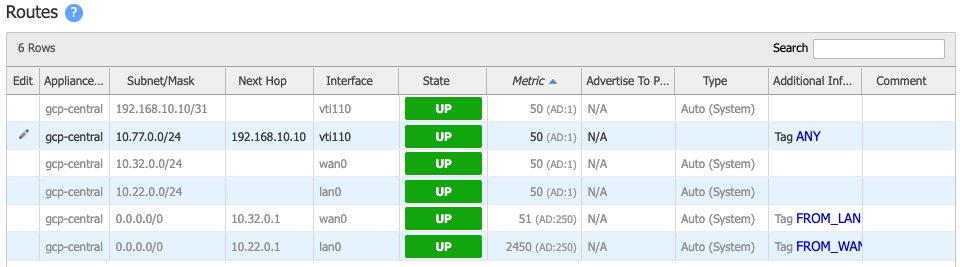 Routes ?
6 Rows Search
Edit Appliance... Subnet/Mask Next Hop Interface State Metric Advertise To P... Type Additional Inf... Comment
gcp-central 192.168.10.10/31 vti110 UP 50 (AD:1) N/A Auto (System)
gcp-central 10.77.0.0/24 192.168.10.10 vti110 UP 50 (AD:1) N/A Tag ANY
gcp-central 10.32.0.0/24 wan0 UP 50 (AD:1) N/A Auto (System)
gcp-central 10.22.0.0/24 lan0 UP 50 (AD:1) N/A Auto (System)
gcp-central 0.0.0.0/0 10.32.0.1 wan0 UP 51 (AD:250) N/A Auto (System) Tag FROM_LAN
gcp-central 0.0.0.0/0 10.22.0.1 lan0 UP 2450 (AD:250) N/A Auto (System) Tag FROM_WAN